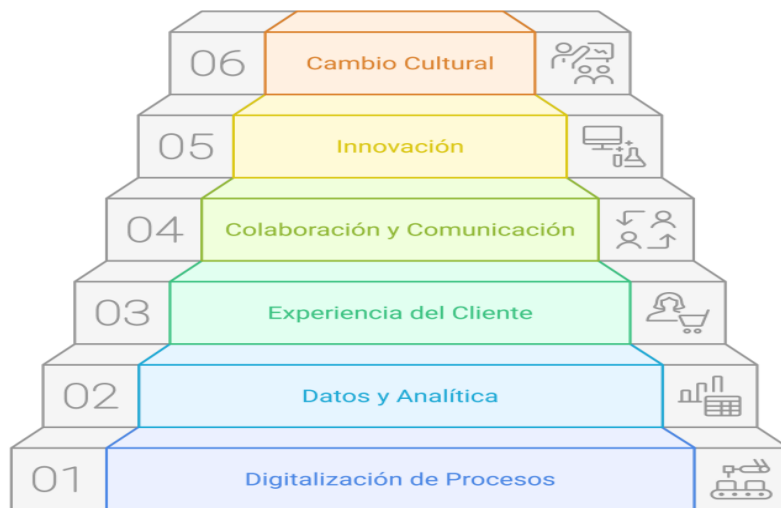 06 Cambio Cultural
05 Innovación
04 Colaboración y Comunicación
03 Experiencia del Cliente
02 Datos y Analítica
01 Digitalización de Procesos